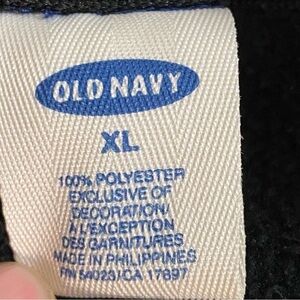 OLD NAVY
XL
100% POLYESTER
EXCLUSIVE OF
DECORATION/
A L'EXCEPTION
DES GARNITURES
MADE IN PHILIPPINES
RN 54023/CA 17897